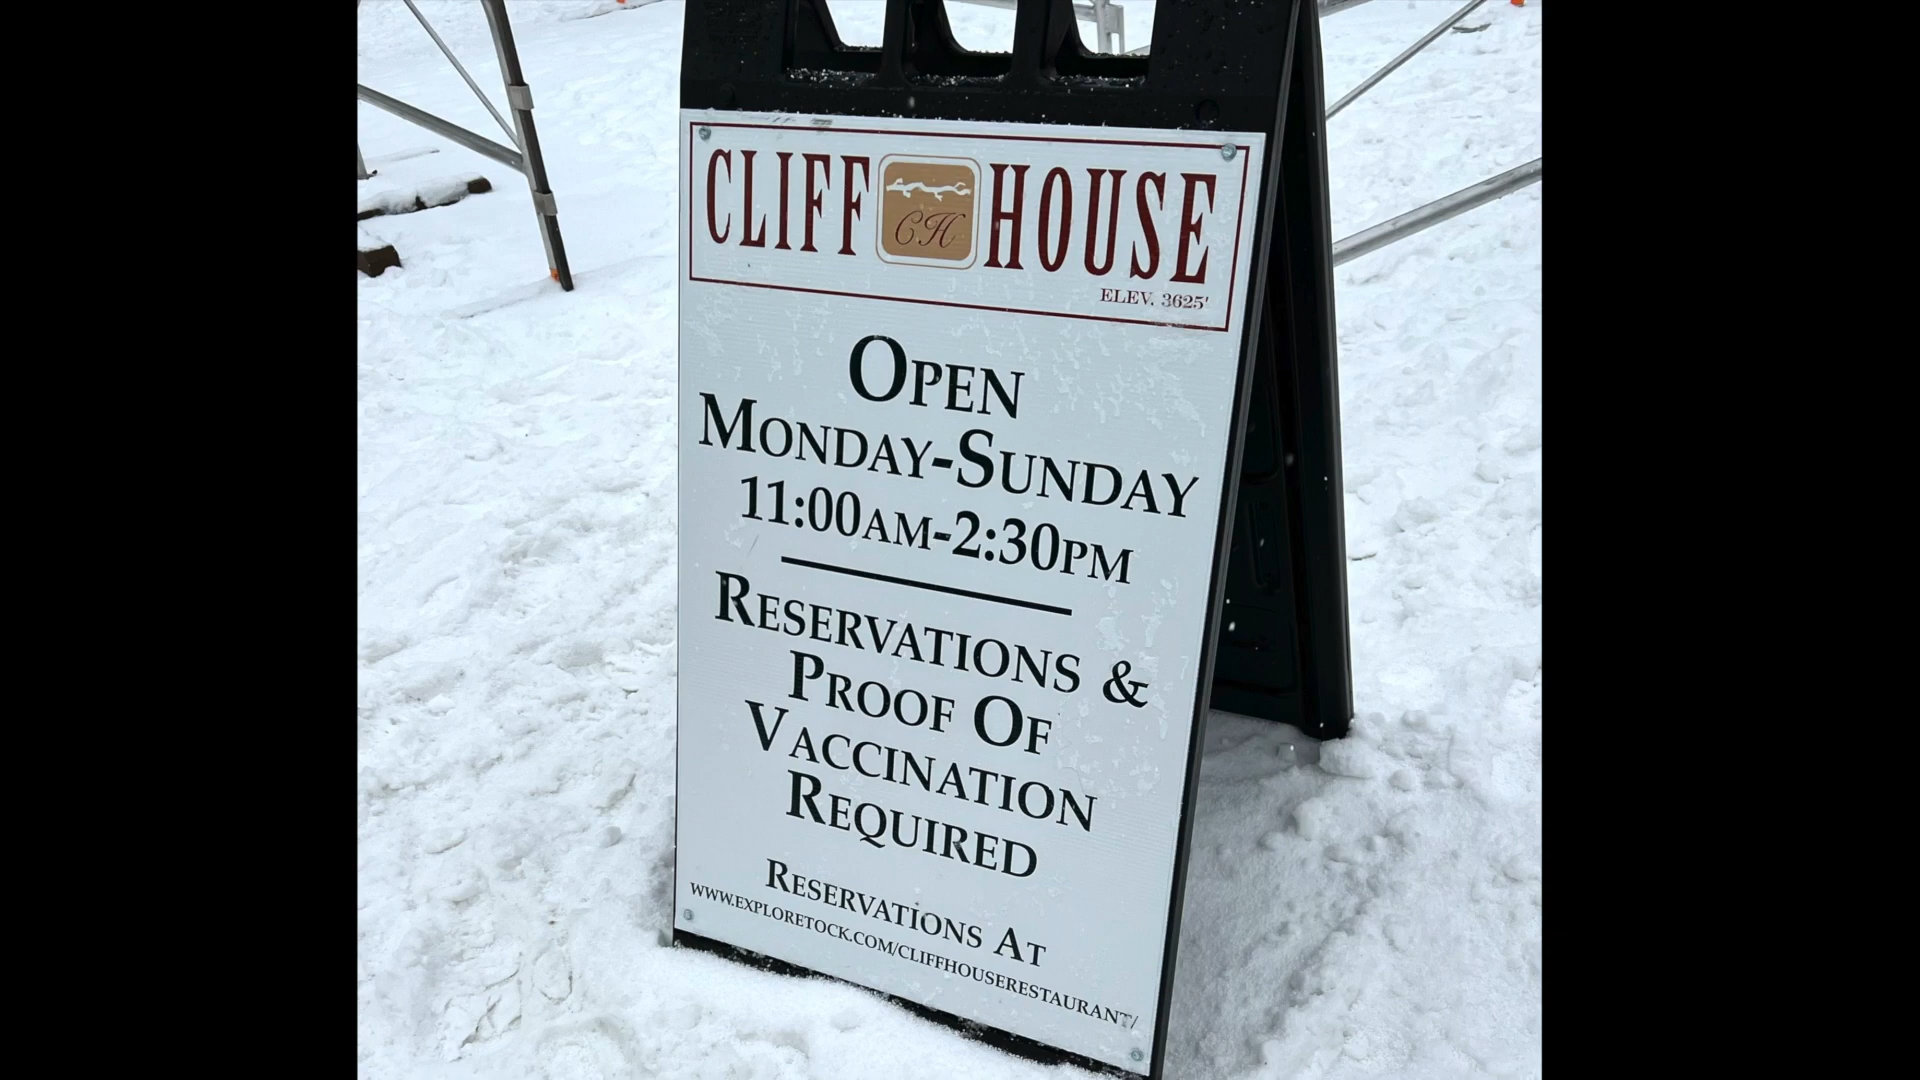 CLIFF CH HOUSE
ELEV. 3625'
OPEN
MONDAY-SUNDAY
11:00AM-2:30PM
RESERVATIONS &
PROOF OF
VACCINATION
REQUIRED
RESERVATIONS AT
WWW.EXPLORETOCK.COM/CLIFFHOUSERESTAURANT/